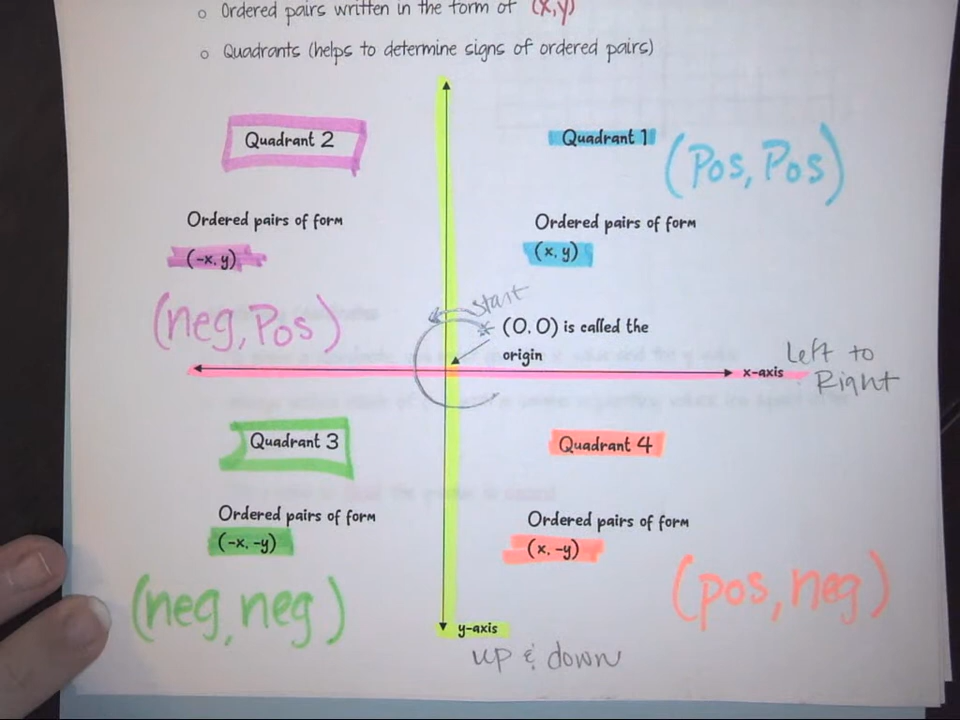 ○ Ordered pairs written in the form of (x,y)
○ Quadrants (helps to determine signs of ordered pairs)
Quadrant 2
Quadrant 1
(Pos, Pos)
Ordered pairs of form
(-x, y)
Ordered pairs of form
(x, y)
(neg, Pos)
start
(0, 0) is called the
origin
x-axis
Left to
Right
Quadrant 3
Quadrant 4
Ordered pairs of form
(-x, -y)
Ordered pairs of form
(x, -y)
(neg, neg)
(pos, neg)
y-axis
up & down